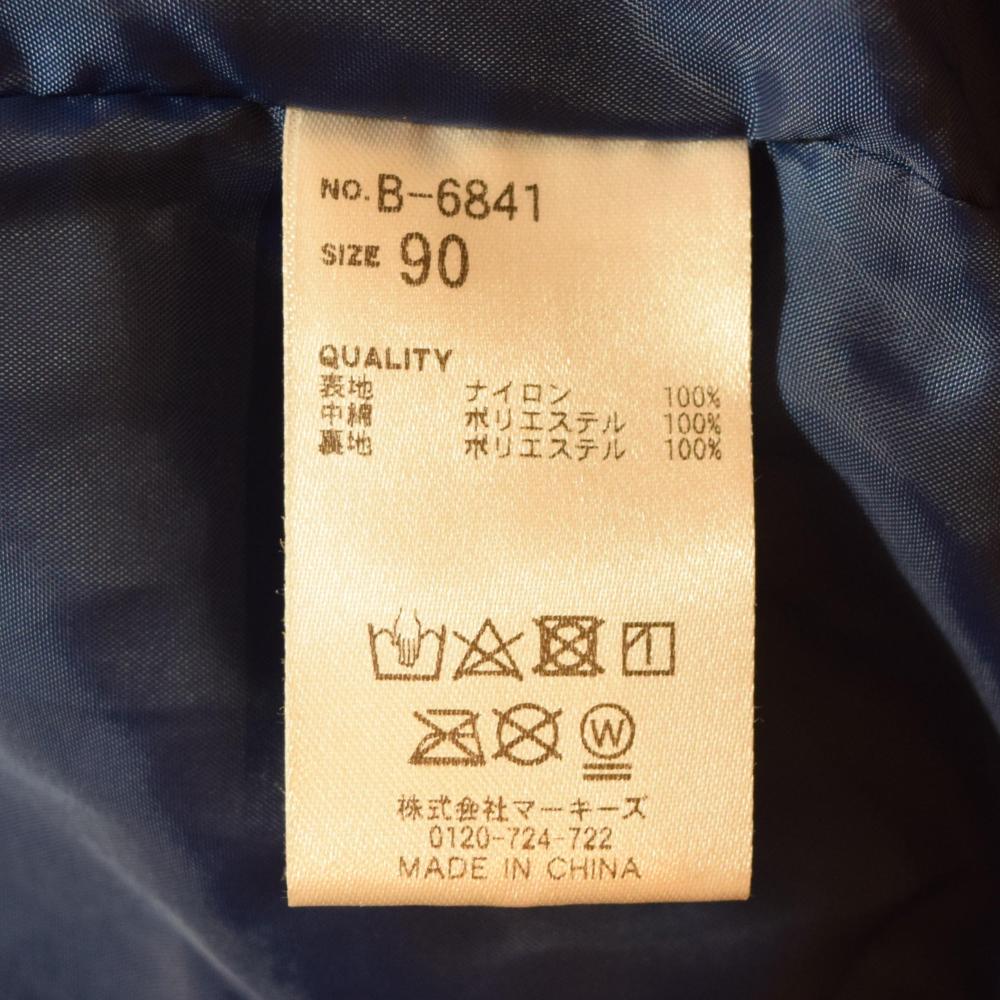 NO. B-6841
SIZE 90
QUALITY
表地 ナイロン 100%
中綿 ポリエステル 100%
裏地 ポリエステル 100%
W
株式会社マーキーズ
0120-724-722
MADE IN CHINA